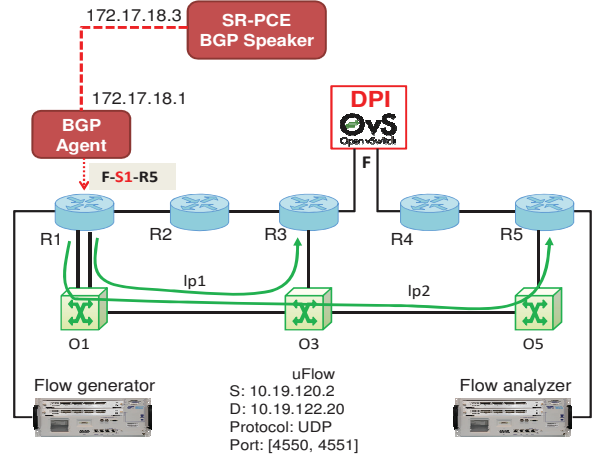 172.17.18.3
SR-PCE
BGP Speaker
172.17.18.1
BGP
Agent
DPI
OvS
Open vSwitch
F
F-S1-R5
R1
R2
R3
R4
R5
Ip1
Ip2
O1
O3
O5
uFlow
S: 10.19.120.2
D: 10.19.122.20
Protocol: UDP
Port: [4550, 4551]
Flow generator
Flow analyzer